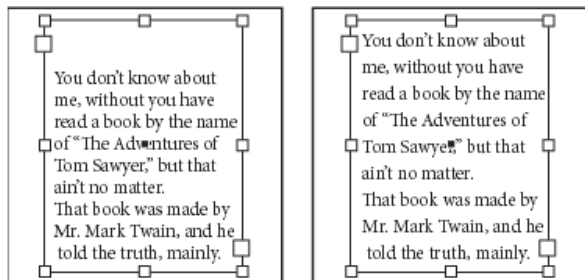 You don't know about
me, without you have
read a book by the name
of "The Adventures of
Tom Sawyer," but that
ain't no matter.
That book was made by
Mr. Mark Twain, and he
told the truth, mainly.
You don't know about
me, without you have
read a book by the name
of "The Adventures of
Tom Sawyer," but that
ain't no matter.
That book was made by
Mr. Mark Twain, and he
told the truth, mainly.